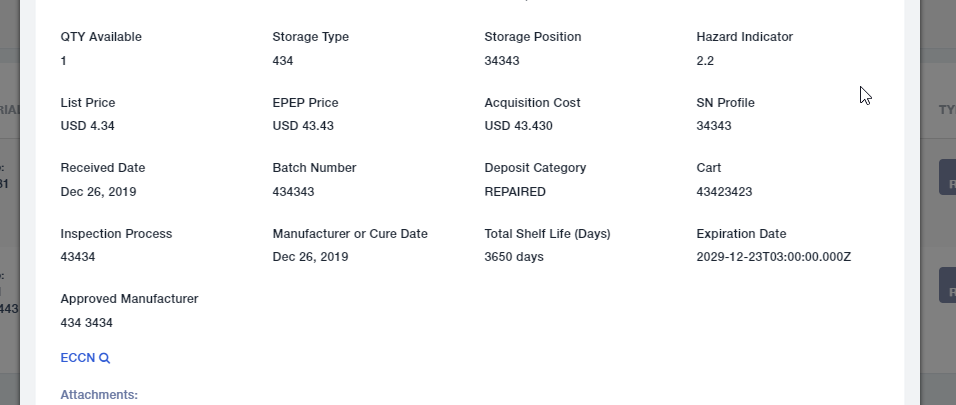 QTY Available Storage Type Storage Position Hazard Indicator
1 434 34343 2.2
List Price EPEP Price Acquisition Cost SN Profile
USD 4.34 USD 43.43 USD 43.430 34343
Received Date Batch Number Deposit Category Cart
Dec 26, 2019 434343 REPAIRED 43423423
Inspection Process Manufacturer or Cure Date Total Shelf Life (Days) Expiration Date
43434 Dec 26, 2019 3650 days 2029-12-23T03:00:00.000Z
Approved Manufacturer
434 3434
ECCN
Attachments: